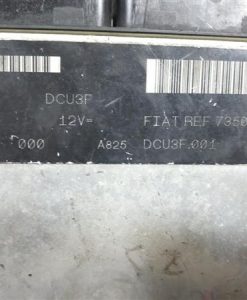 DCU3F
12V= FIAT REF 7350
000 A825 DCU3F.001